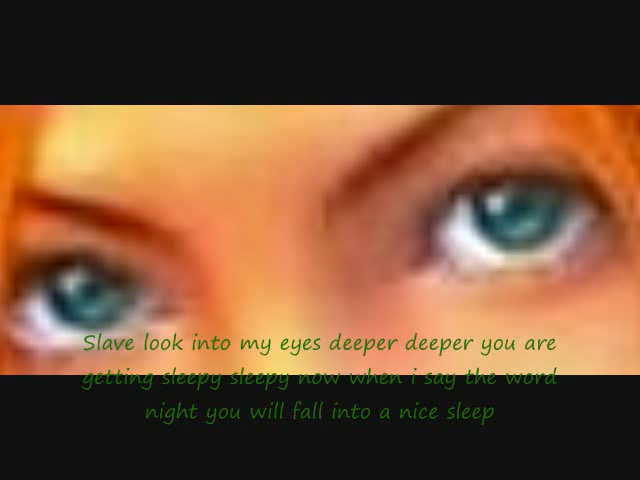 Slave look into my eyes deeper deeper you are
getting sleepy sleepy now when i say the word
night you will fall into a nice sleep